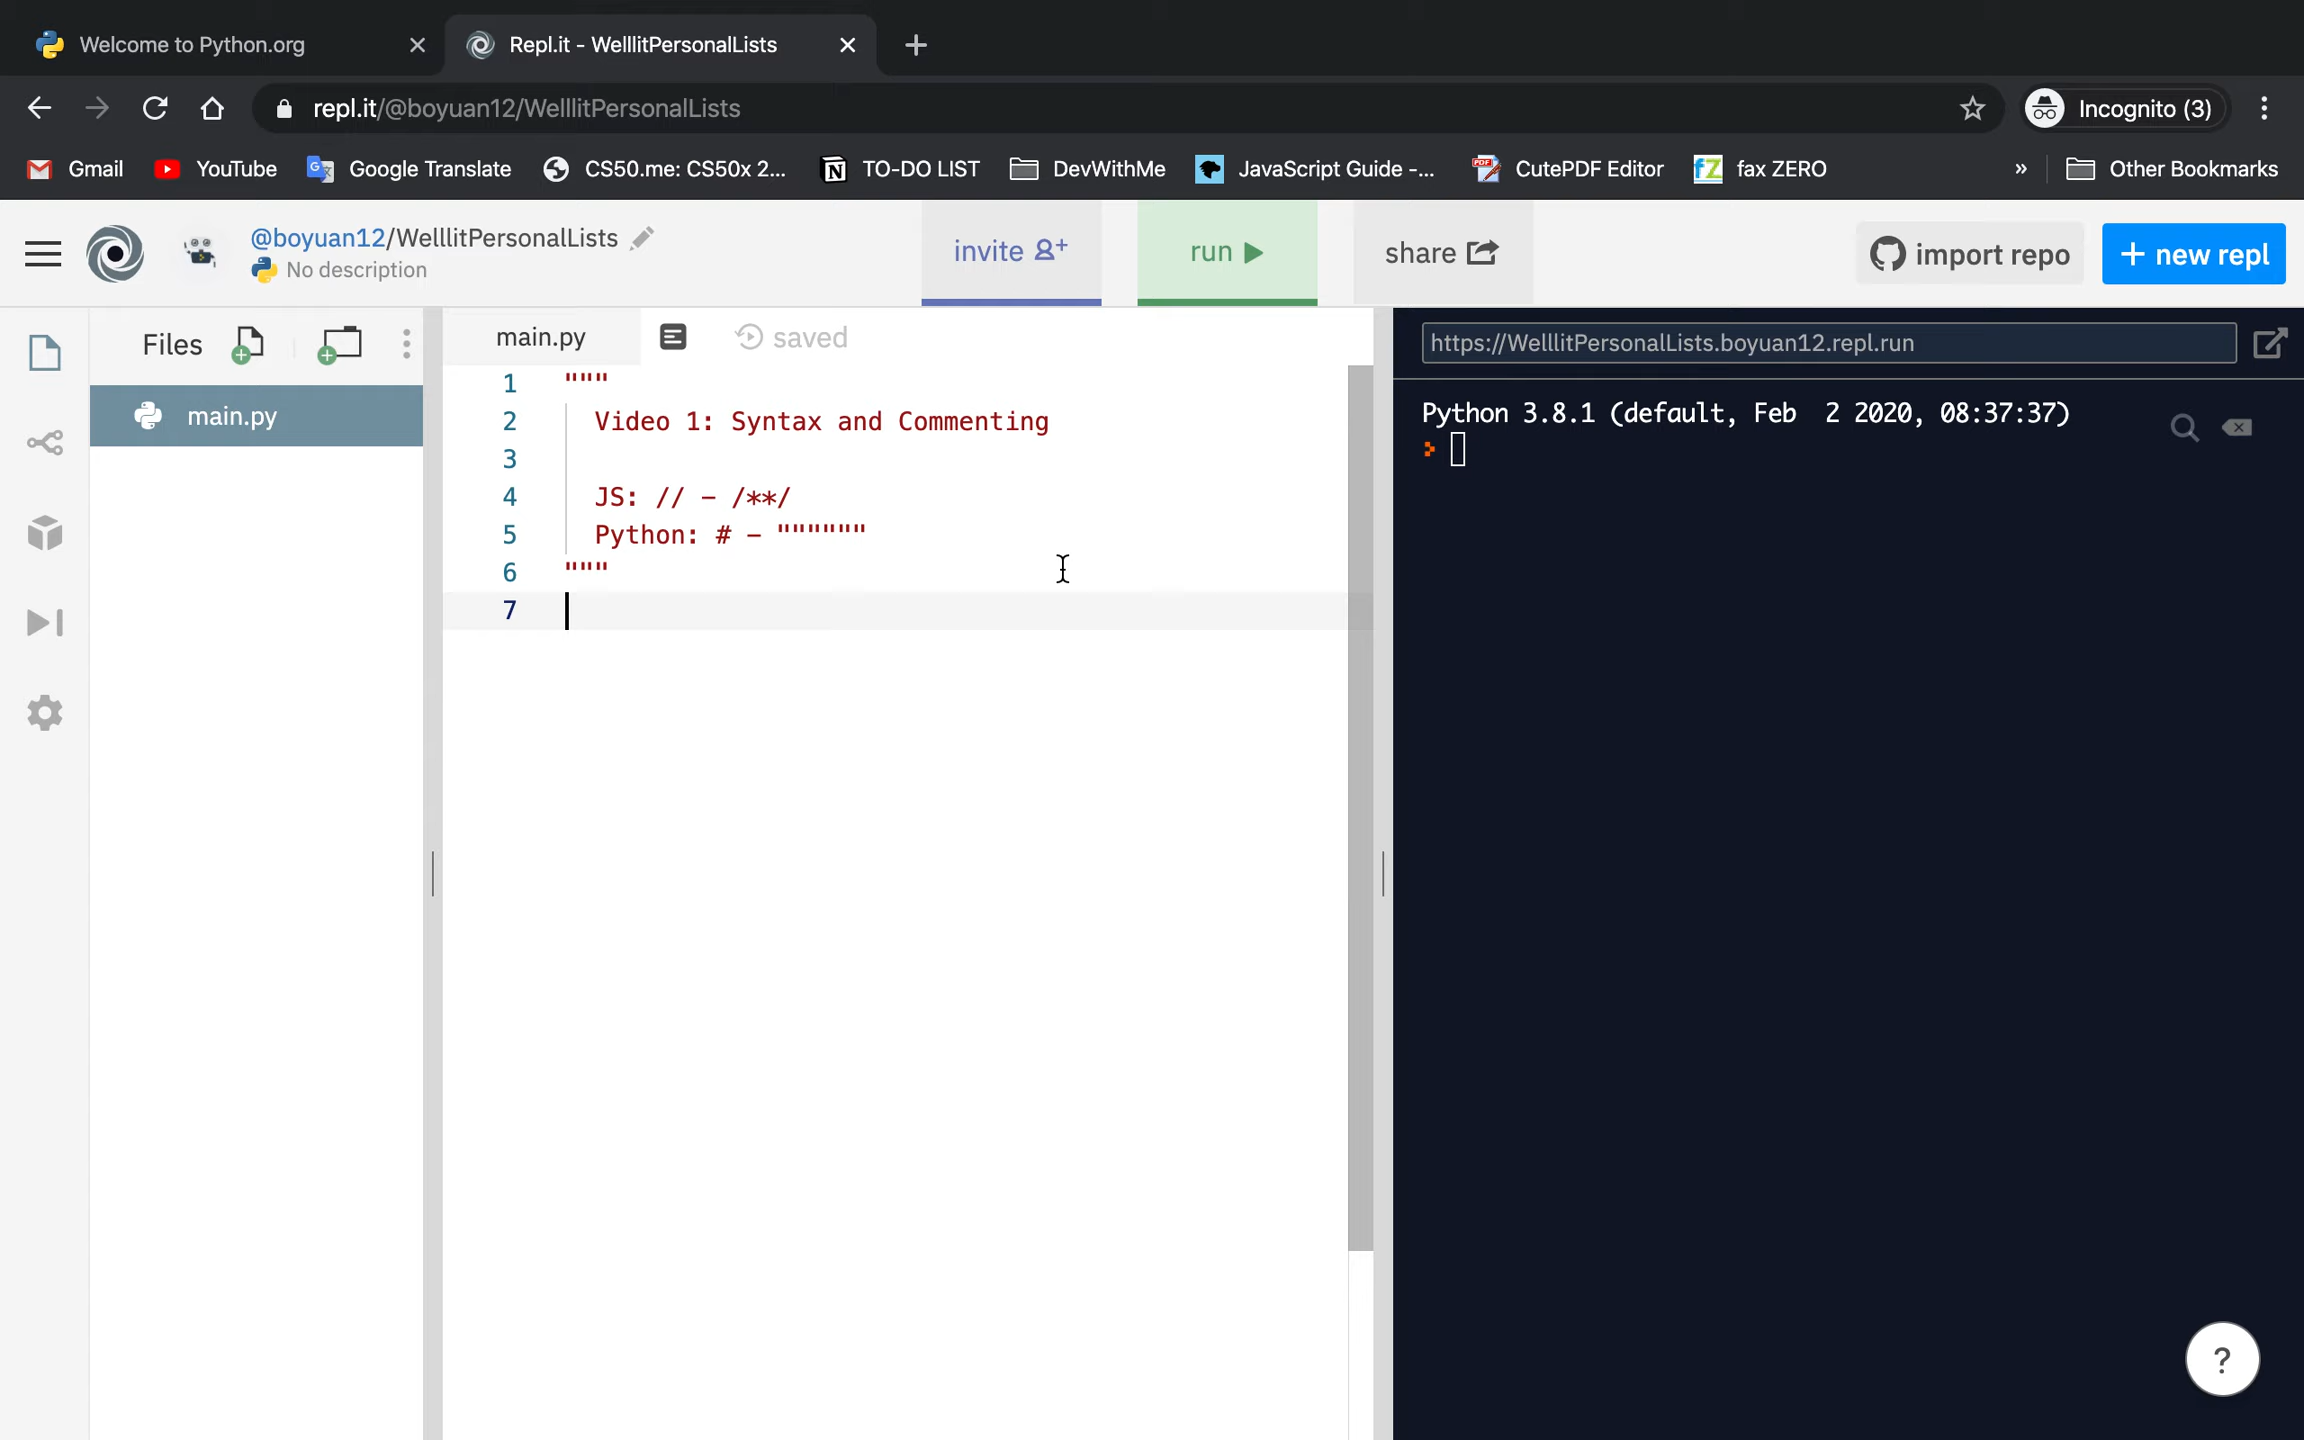 Welcome to Python.org
Repl.it - WelllitPersonalLists
repl.it/@boyuan12/WelllitPersonalLists
Incognito (3)
Gmail YouTube Google Translate CS50.me: CS50x 2... TO-DO LIST DevWithMe JavaScript Guide -... CutePDF Editor fax ZERO » Other Bookmarks
@boyuan12/WelllitPersonalLists
No description
invite
run
share
import repo
+ new repl
Files
main.py
main.py
saved
1 """
2 Video 1: Syntax and Commenting
3
4 JS: // - /**/
5 Python: # - """"""
6 """
7
https://WelllitPersonalLists.boyuan12.repl.run
Python 3.8.1 (default, Feb  2 2020, 08:37:37)
?